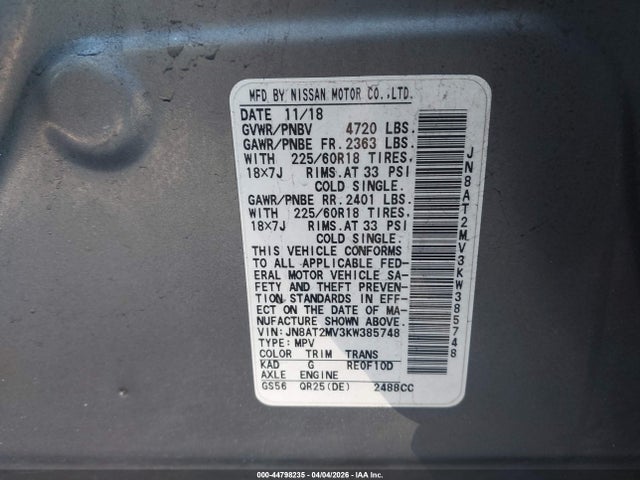 MFD BY NISSAN MOTOR CO.,LTD.
DATE 11/18
GVWR/PNBV 4720 LBS.
GAWR/PNBE FR. 2363 LBS.
WITH 225/60R18 TIRES,
18X7J RIMS.AT 33 PSI
COLD SINGLE.
GAWR/PNBE RR. 2401 LBS.
WITH 225/60R18 TIRES,
18X7J RIMS.AT 33 PSI
COLD SINGLE.
THIS VEHICLE CONFORMS
TO ALL APPLICABLE FED-
ERAL MOTOR VEHICLE SA-
FETY AND THEFT PREVEN-
TION STANDARDS IN EFF-
ECT ON THE DATE OF MA-
NUFACTURE SHOWN ABOVE.
VIN:JN8AT2MV3KW385748
TYPE:MPV
COLOR TRIM TRANS
KAD G RE0F10D
AXLE ENGINE
GS56 QR25(DE) 2488CC
JN8AT2MV3KW385748
000-44798235 - 04/04/2026 - IAA Inc.